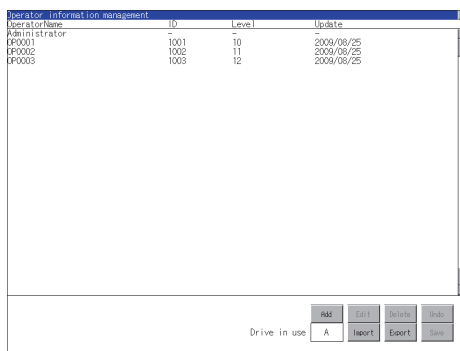 Operator information management
OperatorName ID Level Update
Administrator - - -
OP0001 1001 10 2009/08/25
OP0002 1002 11 2009/08/25
OP0003 1003 12 2009/08/25
Add Edit Delete Undo
Drive in use A Import Export Save